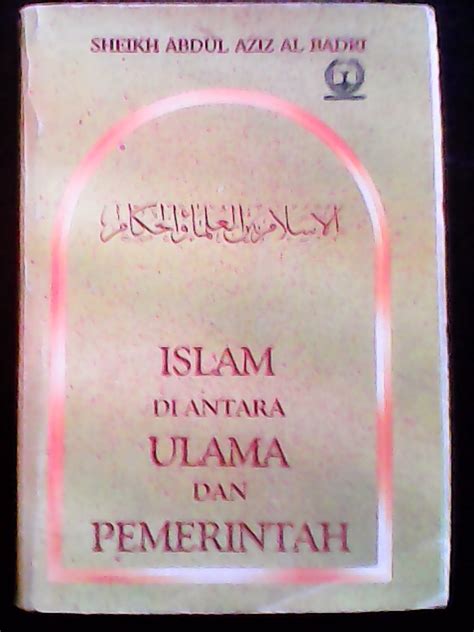 SHEIKH ABDUL AZIZ AL BADRI
الإسلام بين العلماء والحكام
ISLAM
DI ANTARA
ULAMA
DAN
PEMERINTAH